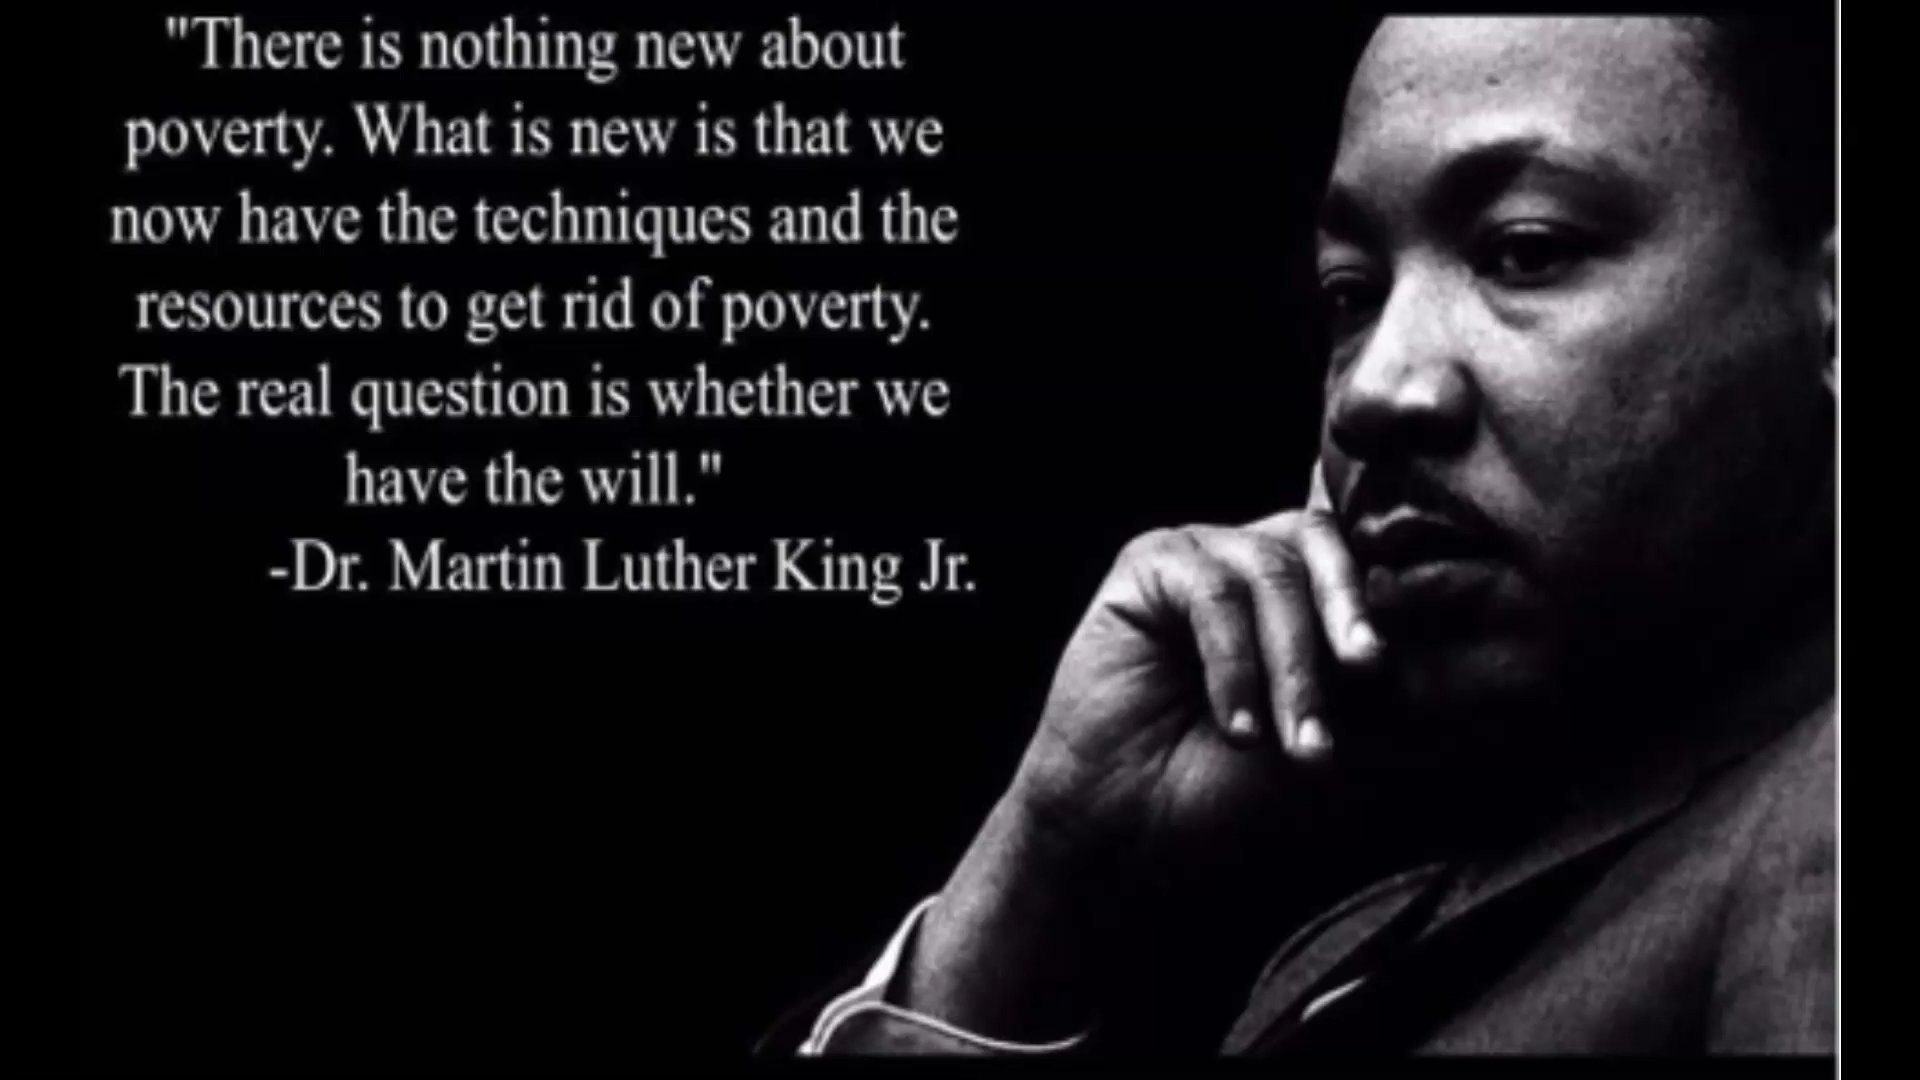 "There is nothing new about
poverty. What is new is that we
now have the techniques and the
resources to get rid of poverty.
The real question is whether we
have the will."
-Dr. Martin Luther King Jr.